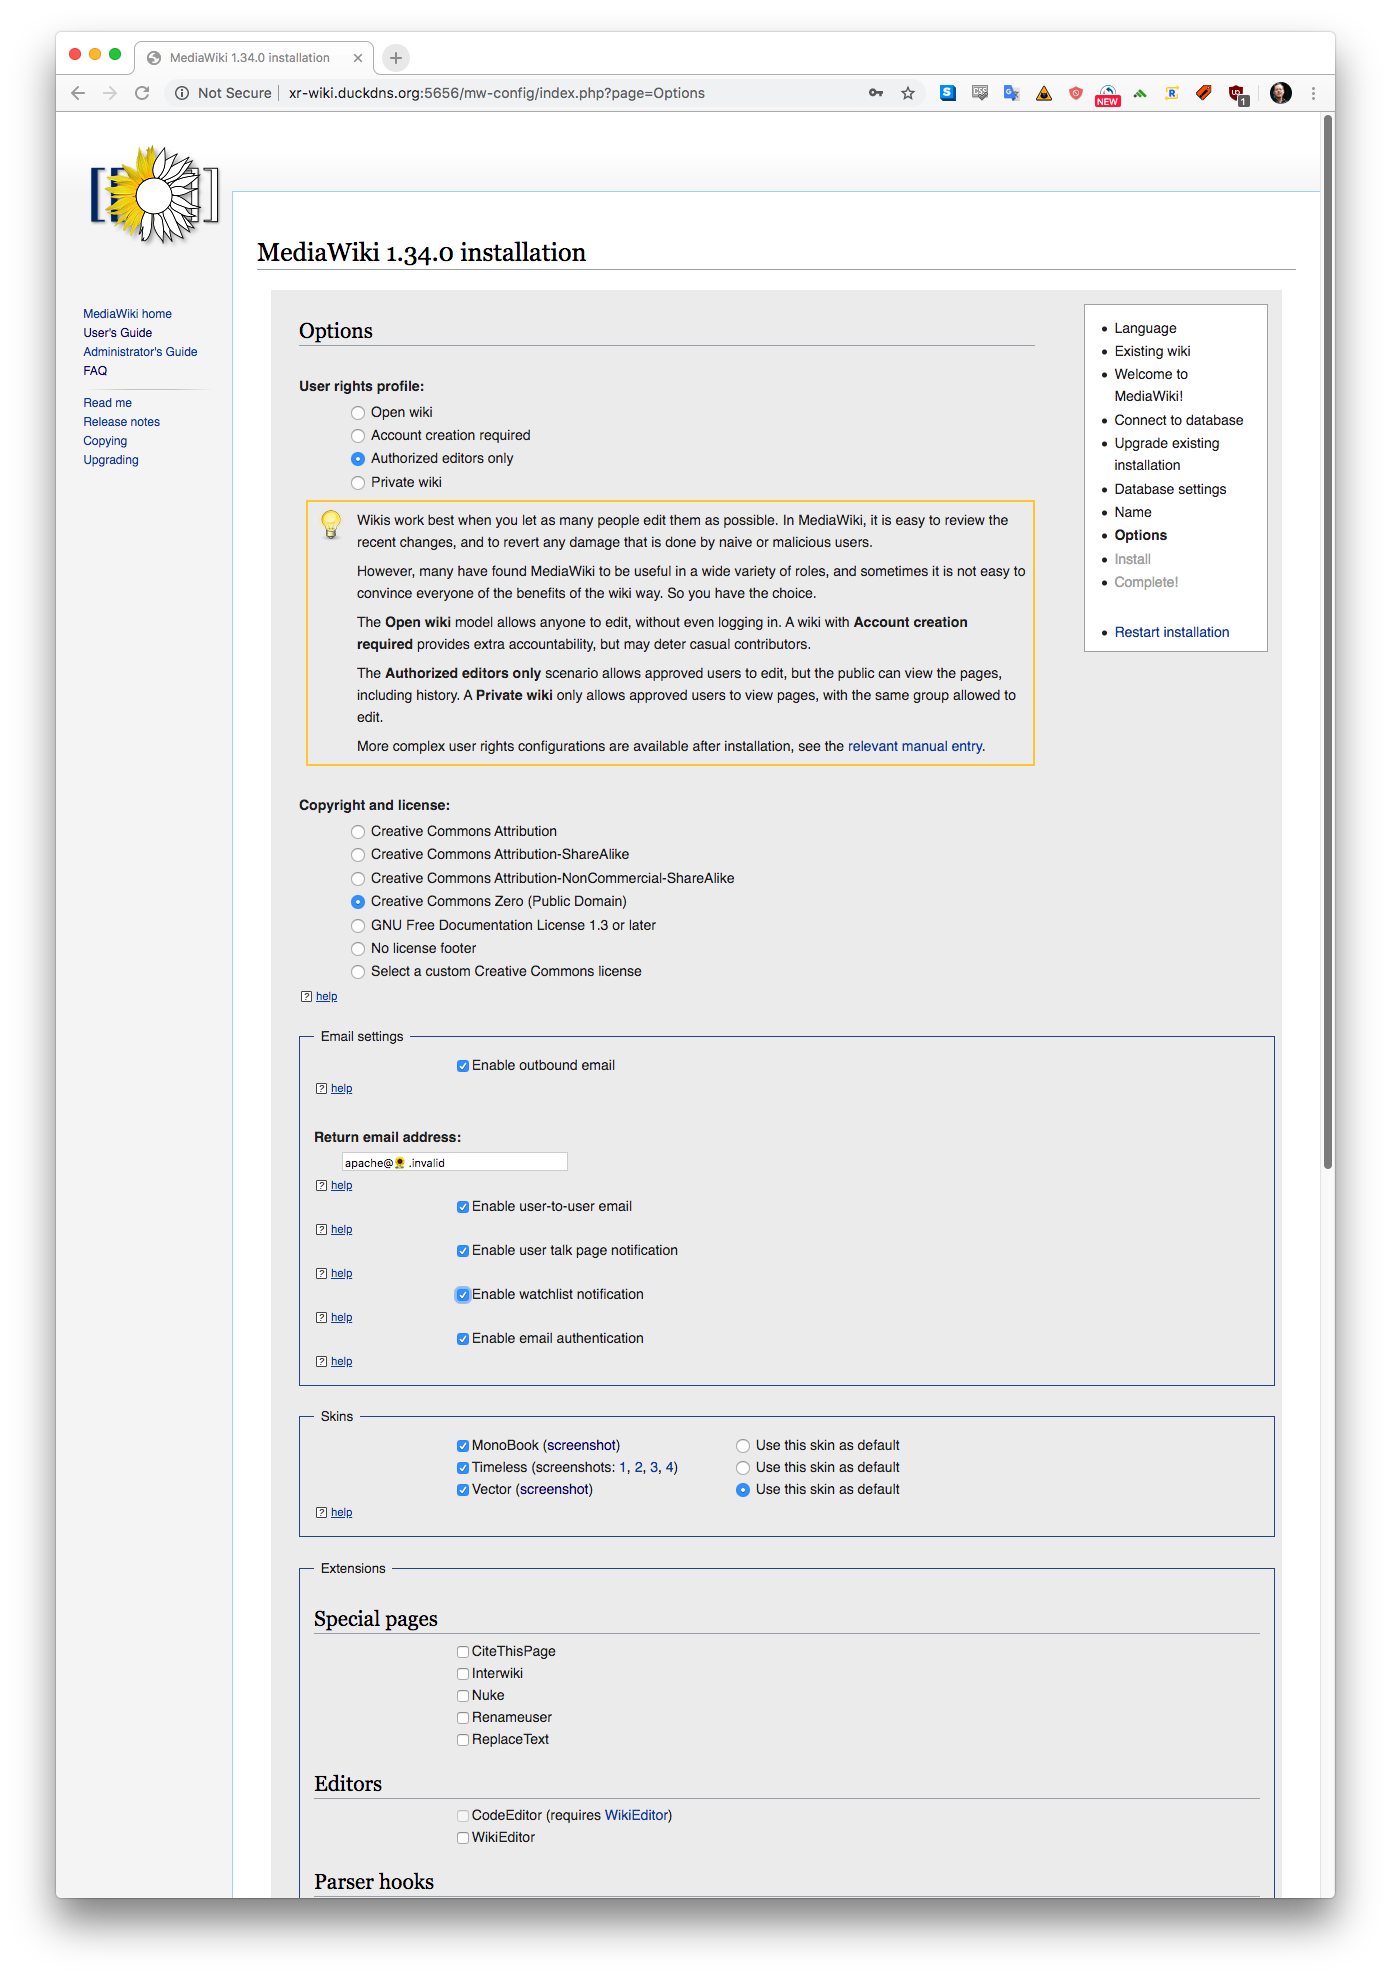 MediaWiki 1.34.0 installation
Not Secure xr-wiki.duckdns.org:5656/mw-config/index.php?page=Options
NEW
1
MediaWiki 1.34.0 installation
MediaWiki home
User's Guide
Administrator's Guide
FAQ
Read me
Release notes
Copying
Upgrading
Options
User rights profile:
Open wiki
Account creation required
Authorized editors only
Private wiki
Wikis work best when you let as many people edit them as possible. In MediaWiki, it is easy to review the
recent changes, and to revert any damage that is done by naive or malicious users.
However, many have found MediaWiki to be useful in a wide variety of roles, and sometimes it is not easy to
convince everyone of the benefits of the wiki way. So you have the choice.
The Open wiki model allows anyone to edit, without even logging in. A wiki with Account creation
required provides extra accountability, but may deter casual contributors.
The Authorized editors only scenario allows approved users to edit, but the public can view the pages,
including history. A Private wiki only allows approved users to view pages, with the same group allowed to
edit.
More complex user rights configurations are available after installation, see the relevant manual entry.
Language
Existing wiki
Welcome to
MediaWiki!
Connect to database
Upgrade existing
installation
Database settings
Name
Options
Install
Complete!
Restart installation
Copyright and license:
Creative Commons Attribution
Creative Commons Attribution-ShareAlike
Creative Commons Attribution-NonCommercial-ShareAlike
Creative Commons Zero (Public Domain)
GNU Free Documentation License 1.3 or later
No license footer
Select a custom Creative Commons license
help
Email settings
Enable outbound email
help
Return email address:
apache@🌻.invalid
help
Enable user-to-user email
help
Enable user talk page notification
help
Enable watchlist notification
help
Enable email authentication
help
Skins
MonoBook (screenshot) Use this skin as default
Timeless (screenshots: 1, 2, 3, 4) Use this skin as default
Vector (screenshot) Use this skin as default
help
Extensions
Special pages
CiteThisPage
Interwiki
Nuke
Renameuser
ReplaceText
Editors
CodeEditor (requires WikiEditor)
WikiEditor
Parser hooks